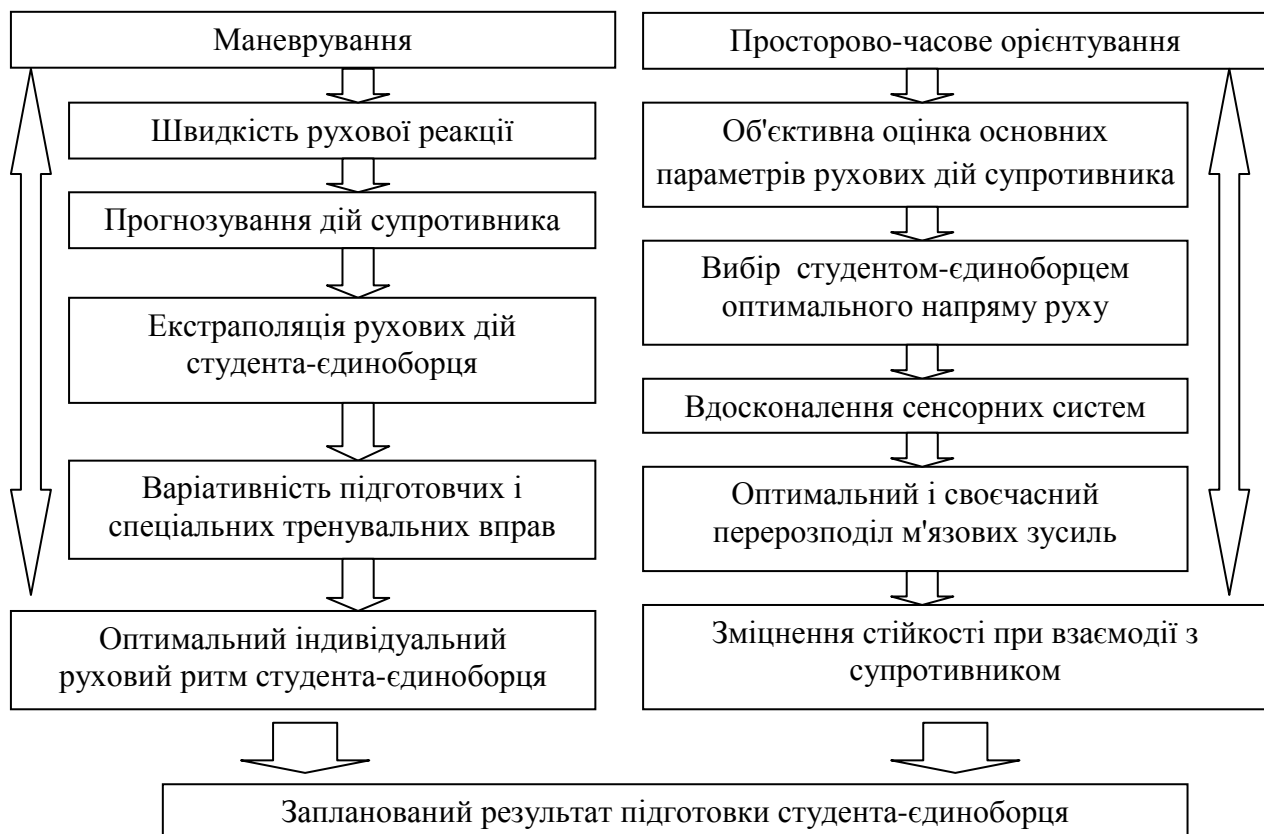 Маневрування
Швидкість рухової реакції
Прогнозування дій супротивника
Екстраполяція рухових дій
студента-єдиноборця
Варіативність підготовчих і
спеціальних тренувальних вправ
Оптимальний індивідуальний
руховий ритм студента-єдиноборця
Просторово-часове орієнтування
Об'єктивна оцінка основних
параметрів рухових дій супротивника
Вибір студентом-єдиноборцем
оптимального напряму руху
Вдосконалення сенсорних систем
Оптимальний і своєчасний
перерозподіл м'язових зусиль
Зміцнення стійкості при взаємодії з
супротивником
Запланований результат підготовки студента-єдиноборця